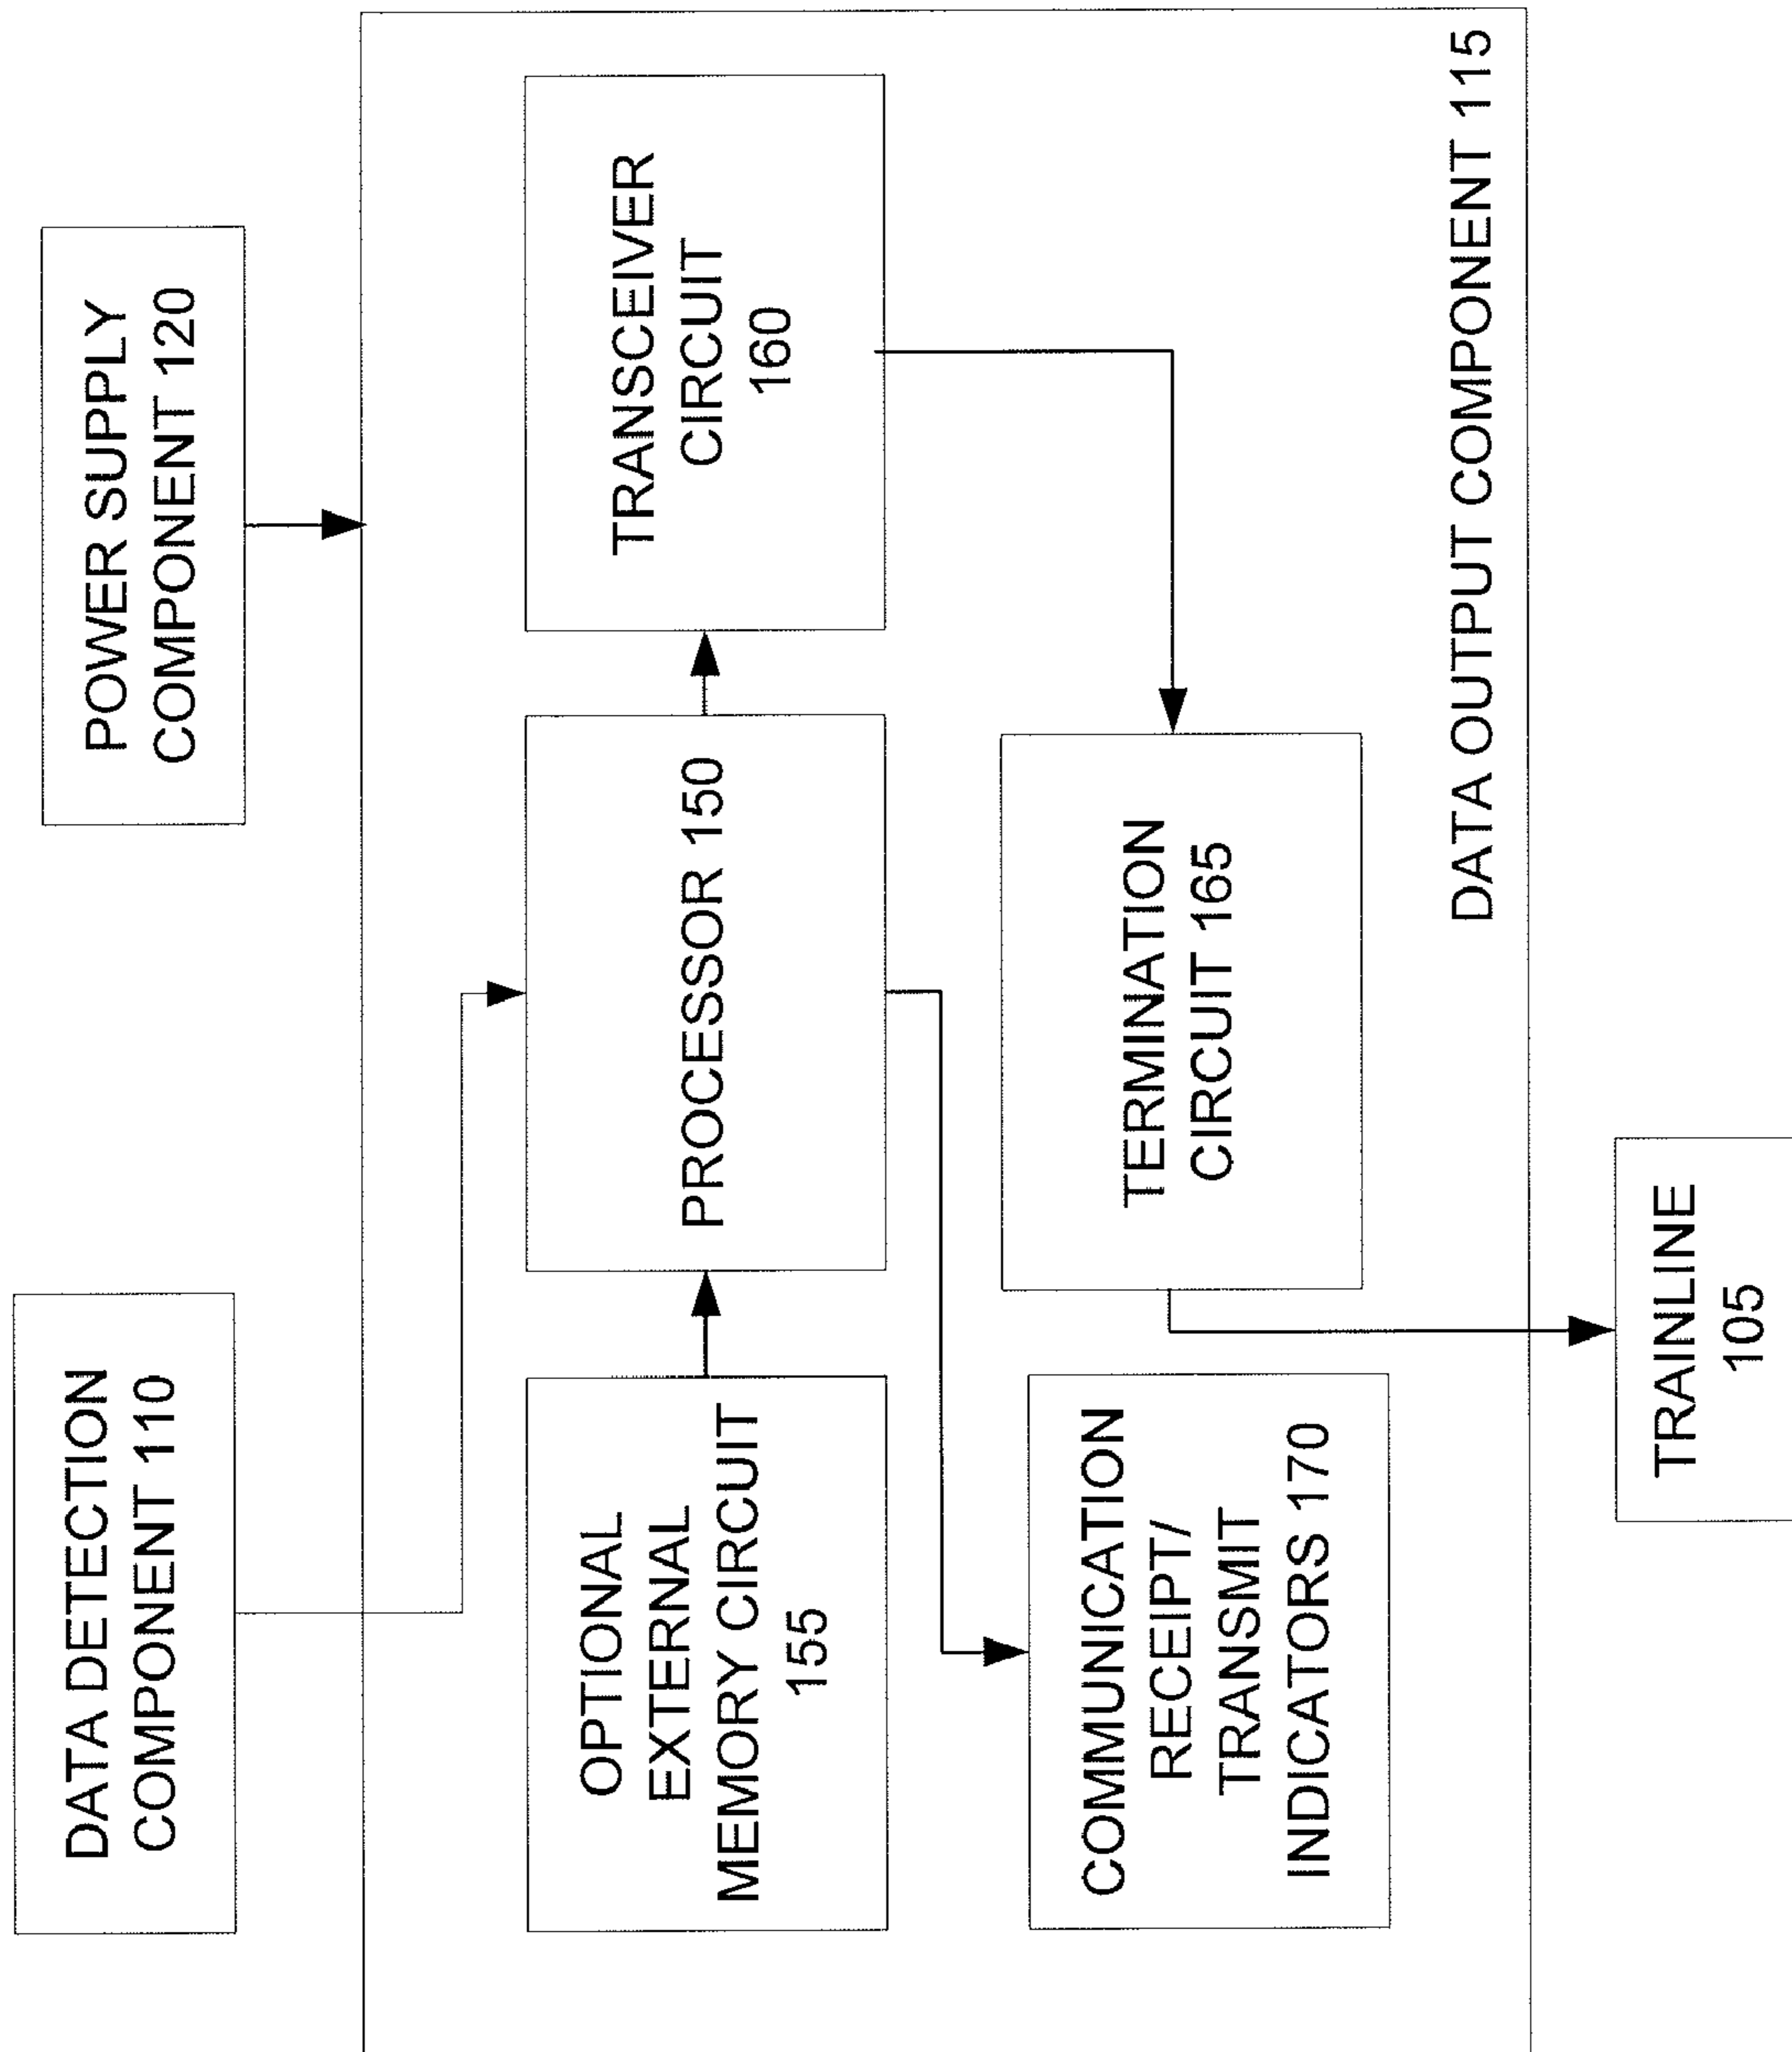 DATA DETECTION
COMPONENT 110
POWER SUPPLY
COMPONENT 120
OPTIONAL
EXTERNAL
MEMORY CIRCUIT
155
PROCESSOR 150
TRANSCEIVER
CIRCUIT
160
COMMUNICATION
RECEIPT/
TRANSMIT
INDICATORS 170
TERMINATION
CIRCUIT 165
DATA OUTPUT COMPONENT 115
TRAINLINE
105